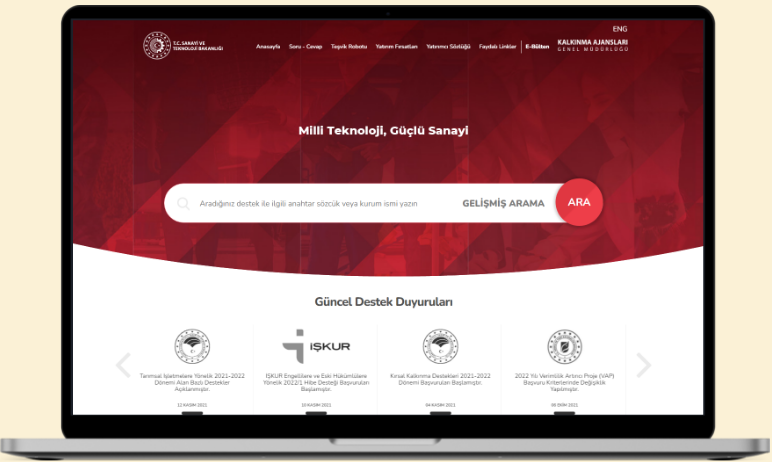 ENG
T.C. SANAYİ VE
TEKNOLOJİ BAKANLIĞI
Anasayfa Soru - Cevap Teşvik Robotu Yatırım Fırsatları Yatırımcı Sözlüğü Faydalı Linkler E-Bülten
KALKINMA AJANSLARI
GENEL MÜDÜRLÜĞÜ
Milli Teknoloji, Güçlü Sanayi
Aradığınız destek ile ilgili anahtar sözcük veya kurum ismi yazın GELİŞMİŞ ARAMA ARA
Güncel Destek Duyuruları
İŞKUR
Tarımsal İşletmelere Yönelik 2021-2022
Dönemi Alan Bazlı Destekler
Açıklanmıştır.
12 KASIM 2021
İŞKUR Engellilere ve Eski Hükümlülere
Yönelik 2022/1 Hibe Desteği Başvuruları
Başlamıştır.
10 KASIM 2021
Kırsal Kalkınma Destekleri 2021-2022
Dönemi Başvuruları Başlamıştır.
04 KASIM 2021
2022 Yılı Verimlilik Artırıcı Proje (VAP)
Başvuru Kriterlerinde Değişiklik
Yapılmıştır.
08 EKİM 2021